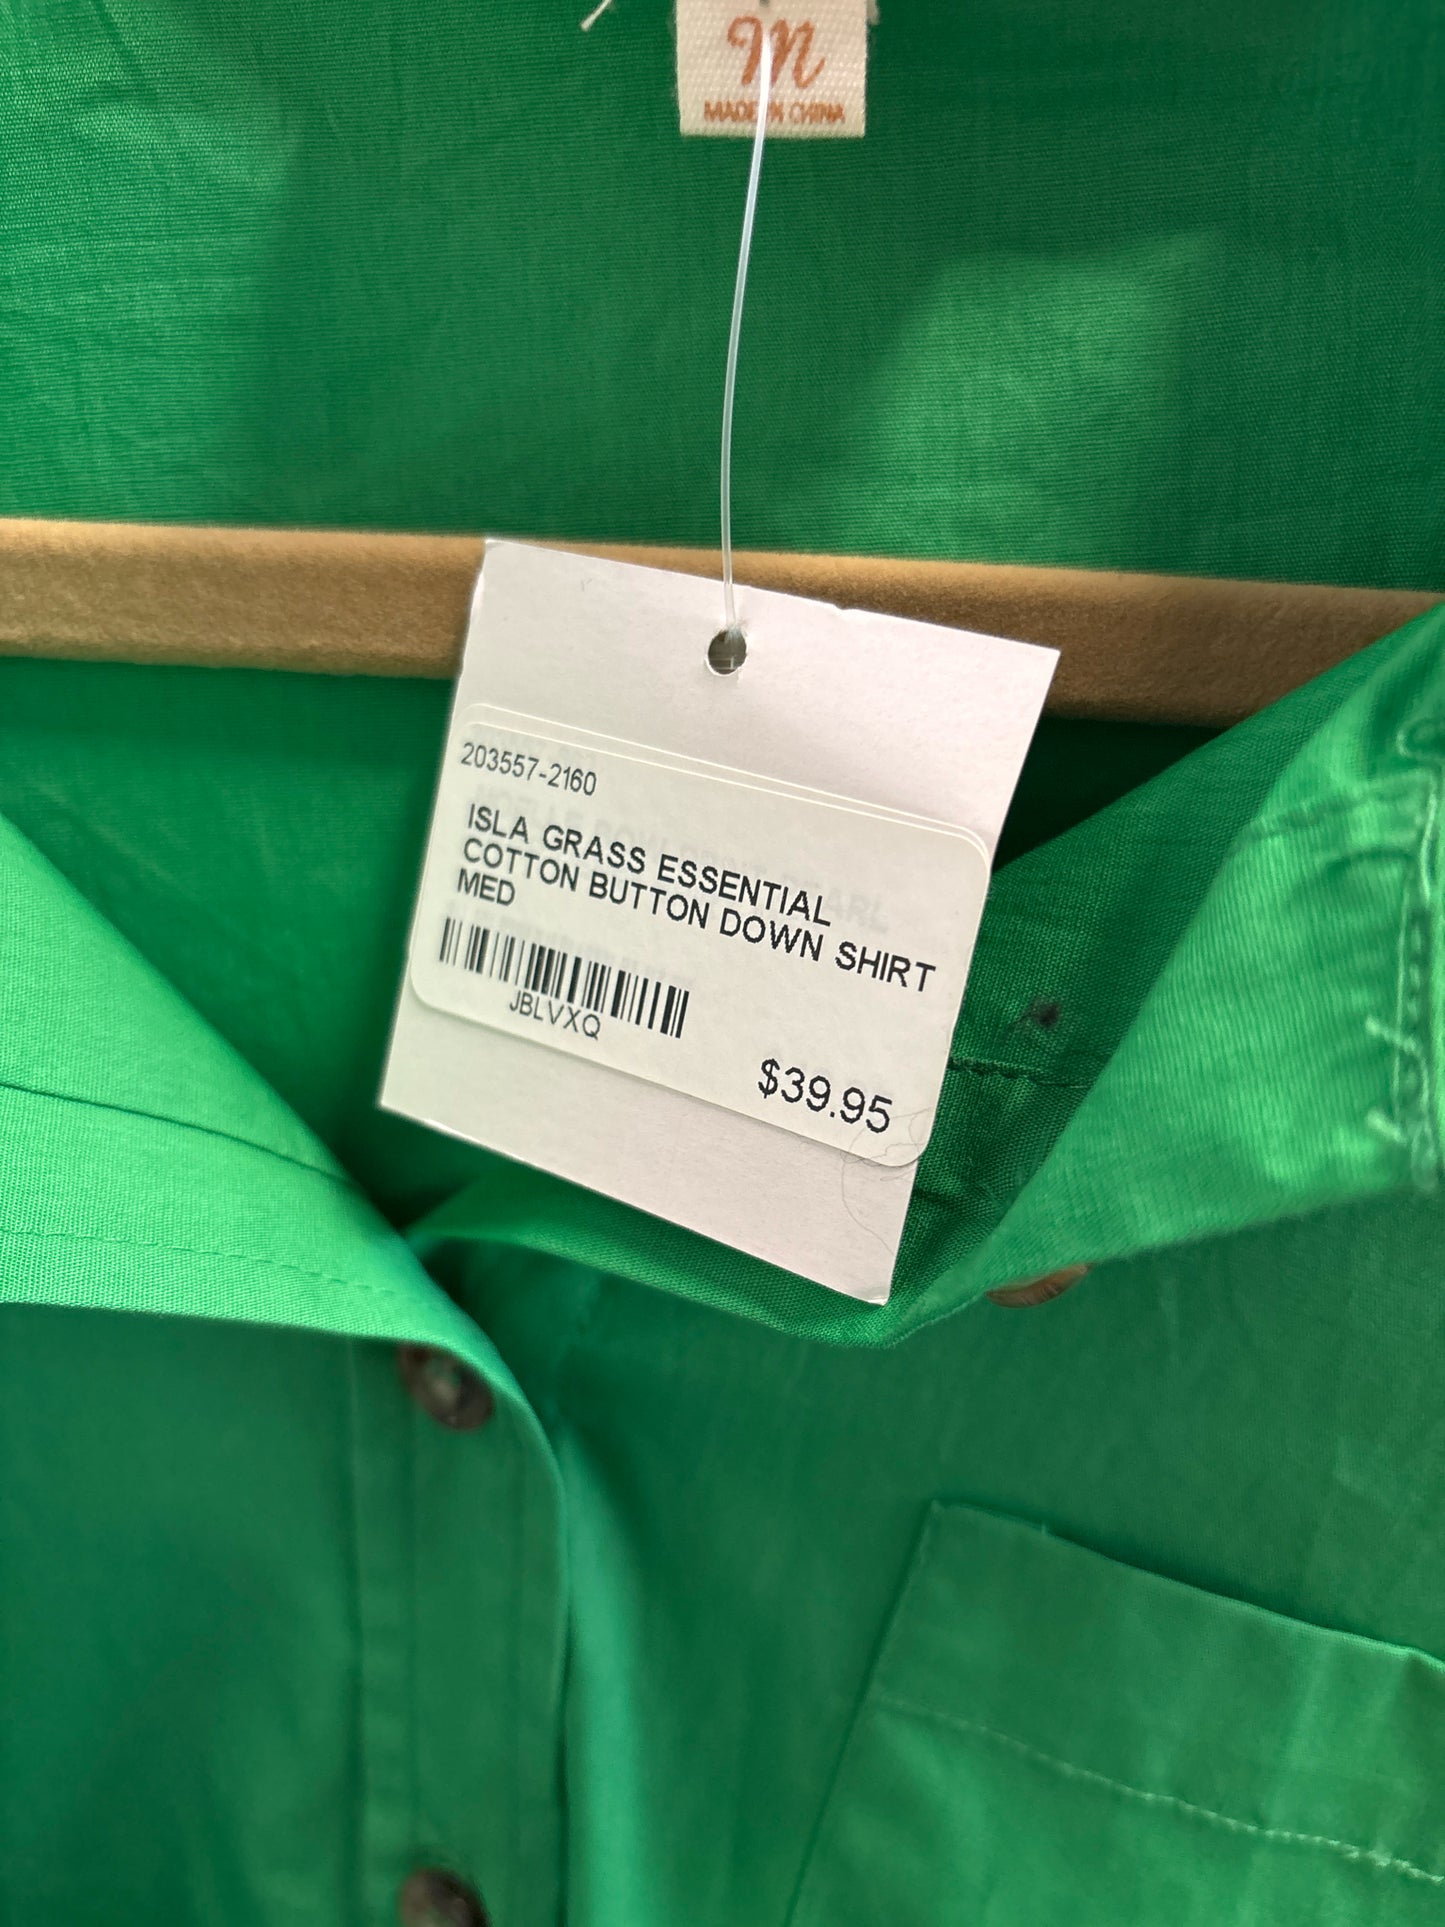 M
MADE IN CHINA
203557-2160
ISLA GRASS ESSENTIAL
COTTON BUTTON DOWN SHIRT
MED
JBLVXQ
$39.95